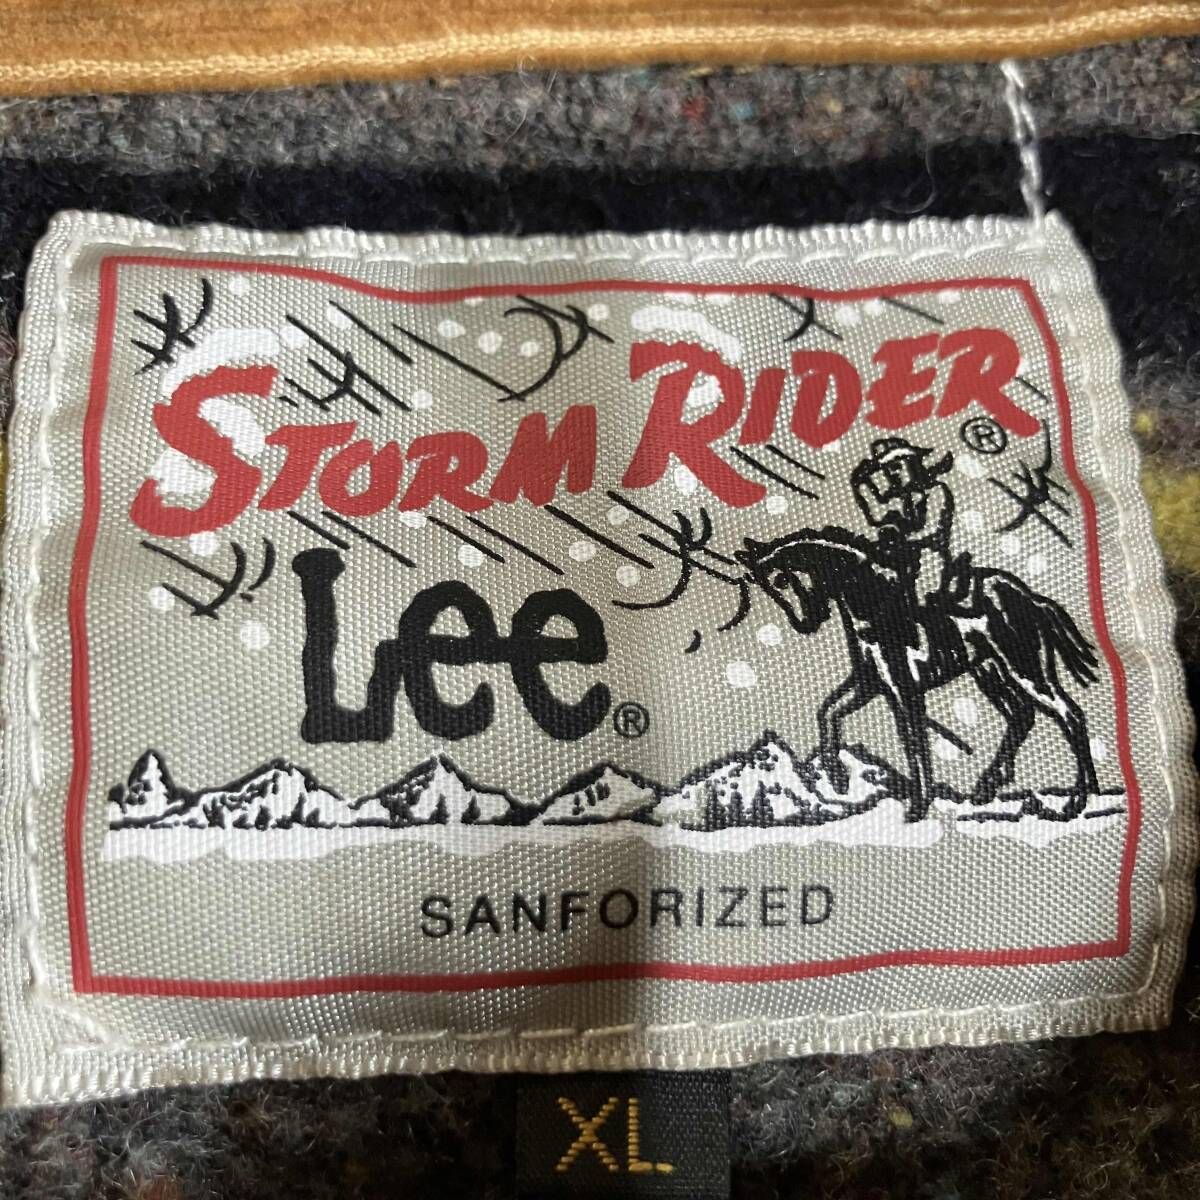 STORM RIDER ®
Lee ®
SANFORIZED
XL